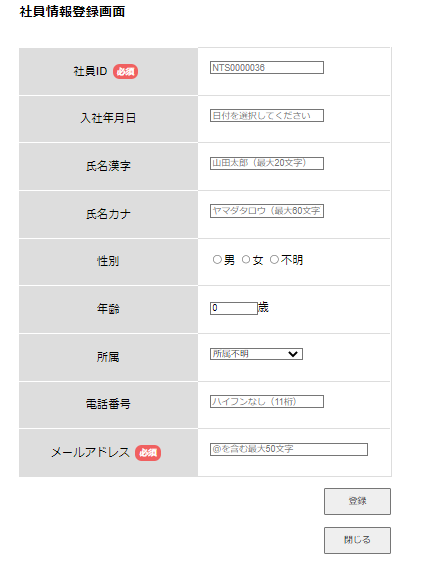 社員情報登録画面
社員ID 必須 NTS0000036
入社年月日 日付を選択してください
氏名漢字 山田太郎（最大20文字）
氏名カナ ヤマダタロウ（最大60文字
性別 男 女 不明
年齢 0 歳
所属 所属不明
電話番号 ハイフンなし（11桁）
メールアドレス 必須 @を含む最大50文字
登録
閉じる